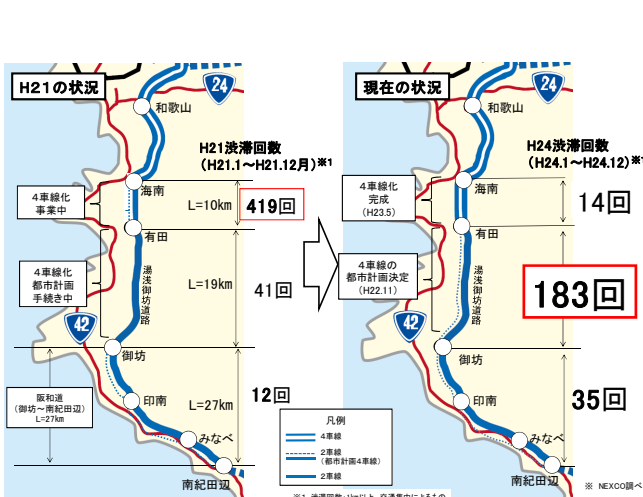 H21の状況
24
和歌山
H21渋滞回数
(H21.1～H21.12月)※1
4車線化
事業中
海南
L=10km
419回
有田
4車線化
都市計画
手続き中
湯浅御坊道路
L=19km
41回
42
御坊
阪和道
(御坊～南紀田辺)
L=27km
印南
L=27km
12回
みなべ
南紀田辺
現在の状況
24
和歌山
H24渋滞回数
(H24.1～H24.12)※1
4車線化
完成
(H23.5)
海南
14回
有田
4車線の
都市計画決定
(H22.11)
湯浅御坊道路
183回
42
御坊
印南
35回
みなべ
南紀田辺
凡例
4車線
2車線
(都市計画4車線)
2車線
※ NEXCO調べ